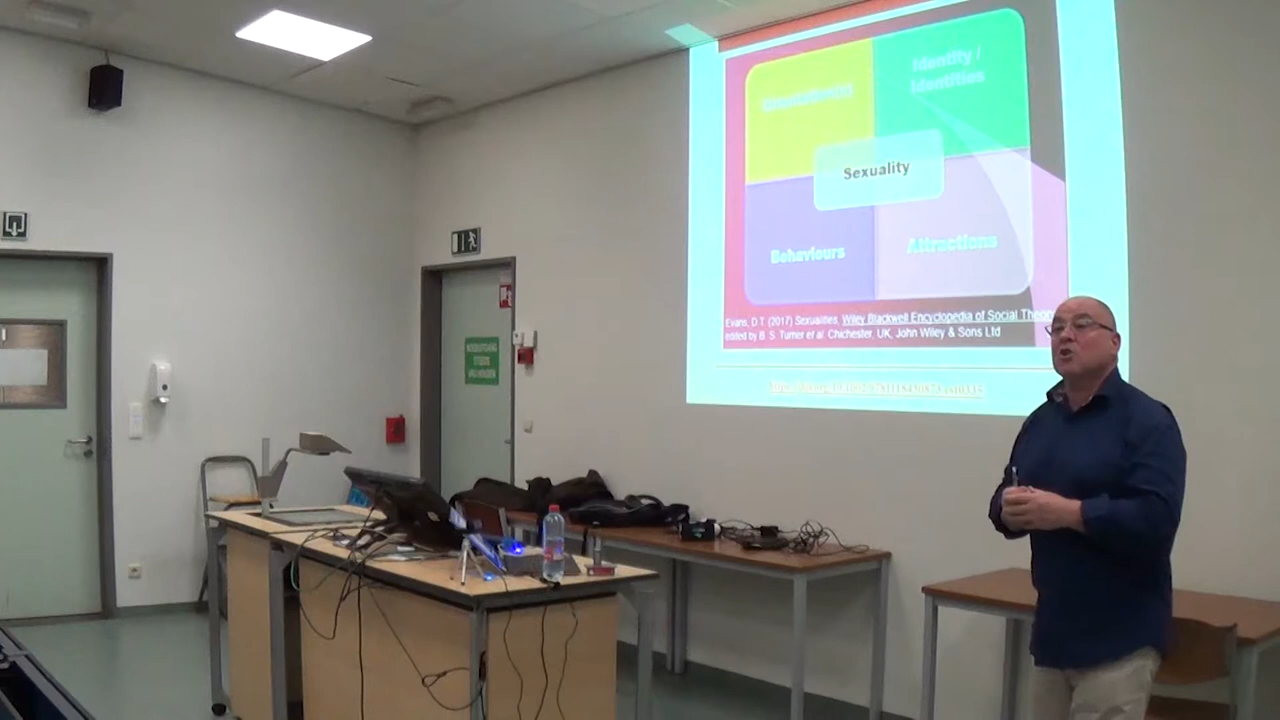 Identity /
Identities
Orientation(s)
Sexuality
Behaviours
Attractions
Evans, D.T. (2017) Sexualities, Wiley Blackwell Encyclopedia of Social Theory
edited by B. S. Turner et al. Chichester, UK, John Wiley & Sons Ltd